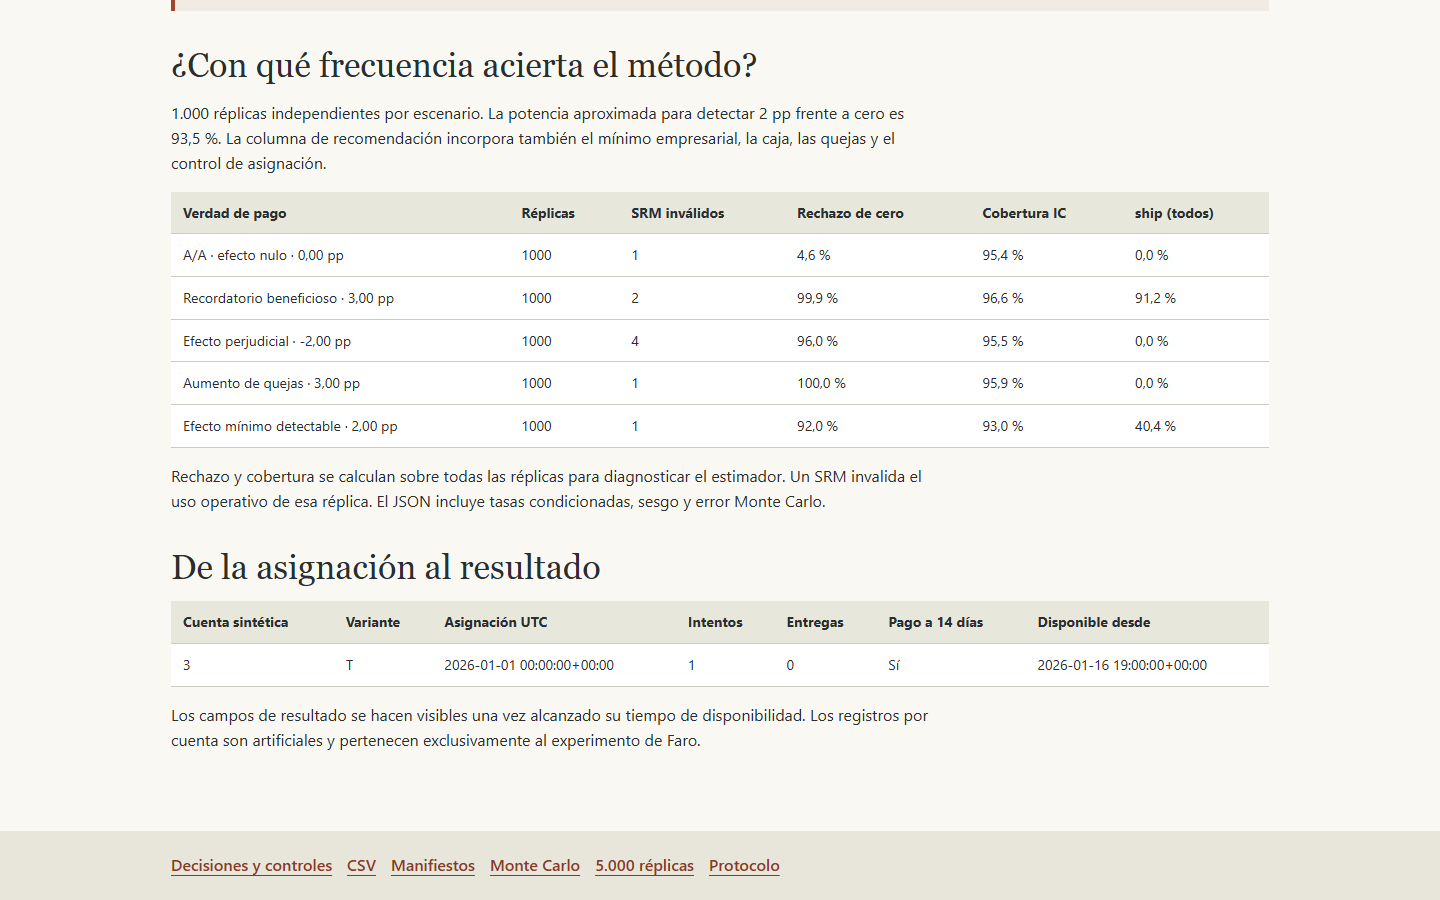 ¿Con qué frecuencia acierta el método?
1.000 réplicas independientes por escenario. La potencia aproximada para detectar 2 pp frente a cero es
93,5 %. La columna de recomendación incorpora también el mínimo empresarial, la caja, las quejas y el
control de asignación.
Verdad de pago Réplicas SRM inválidos Rechazo de cero Cobertura IC ship (todos)
A/A · efecto nulo · 0,00 pp 1000 1 4,6 % 95,4 % 0,0 %
Recordatorio beneficioso · 3,00 pp 1000 2 99,9 % 96,6 % 91,2 %
Efecto perjudicial · -2,00 pp 1000 4 96,0 % 95,5 % 0,0 %
Aumento de quejas · 3,00 pp 1000 1 100,0 % 95,9 % 0,0 %
Efecto mínimo detectable · 2,00 pp 1000 1 92,0 % 93,0 % 40,4 %
Rechazo y cobertura se calculan sobre todas las réplicas para diagnosticar el estimador. Un SRM invalida el
uso operativo de esa réplica. El JSON incluye tasas condicionadas, sesgo y error Monte Carlo.
De la asignación al resultado
Cuenta sintética Variante Asignación UTC Intentos Entregas Pago a 14 días Disponible desde
3 T 2026-01-01 00:00:00+00:00 1 0 Sí 2026-01-16 19:00:00+00:00
Los campos de resultado se hacen visibles una vez alcanzado su tiempo de disponibilidad. Los registros por
cuenta son artificiales y pertenecen exclusivamente al experimento de Faro.
Decisiones y controles CSV Manifiestos Monte Carlo 5.000 réplicas Protocolo